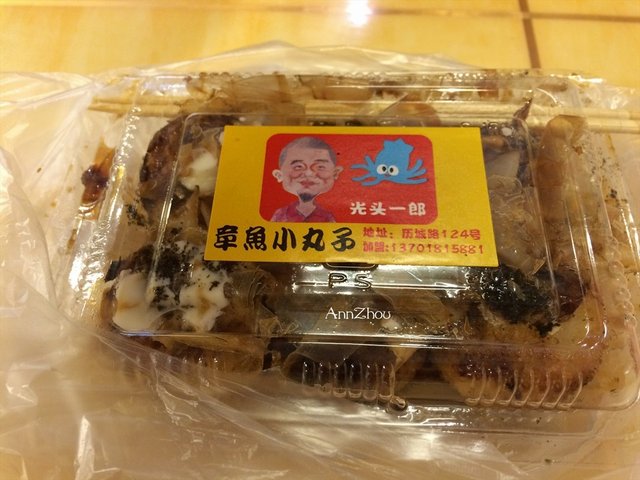 光头一郎
章魚小丸子
地址：历城路124号
加盟:13701815881
PS
AnnZhou